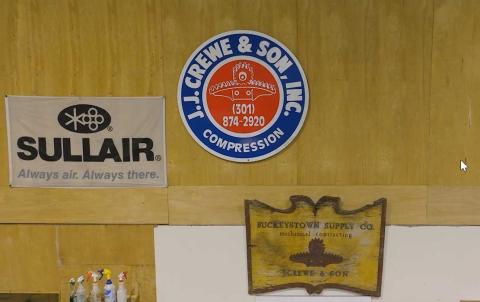 SULLAIR®
Always air. Always there.
J.J. CREWE & SON, INC.
(301)
874-2920
COMPRESSION
BUCKEYSTOWN SUPPLY CO.
mechanical contracting
CREWE & SON